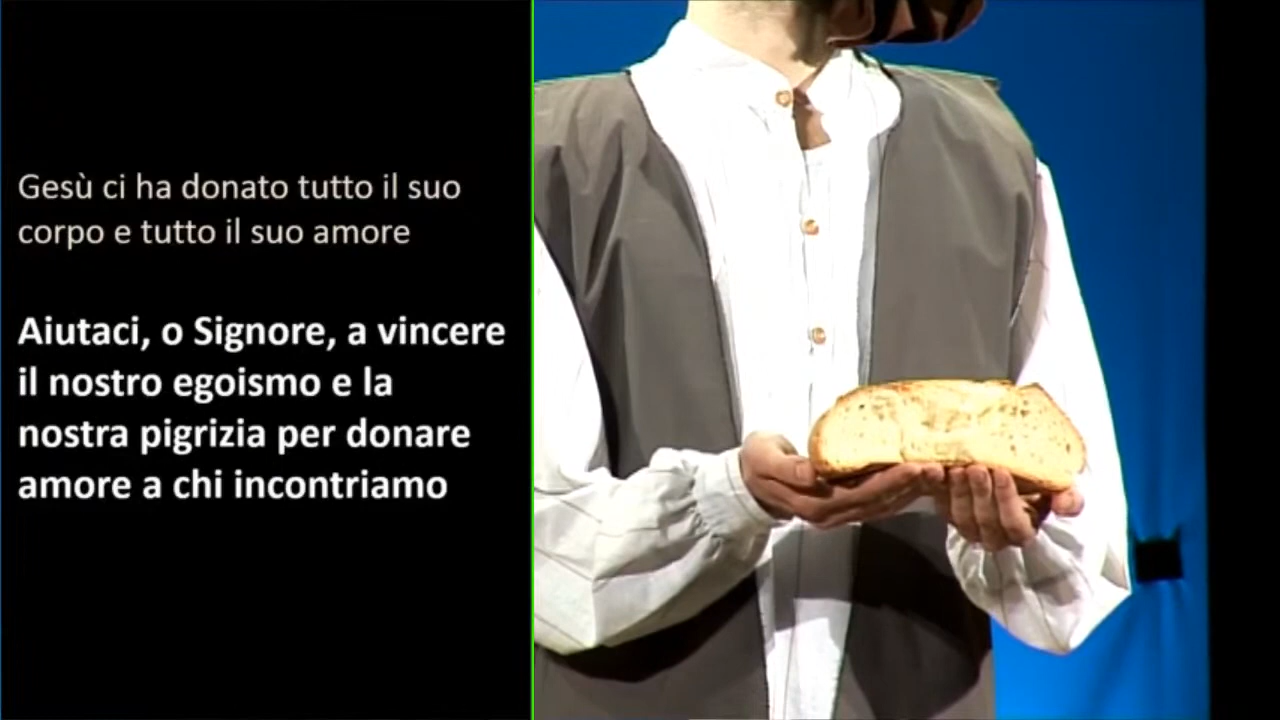 Gesù ci ha donato tutto il suo
corpo e tutto il suo amore
Aiutaci, o Signore, a vincere
il nostro egoismo e la
nostra pigrizia per donare
amore a chi incontriamo